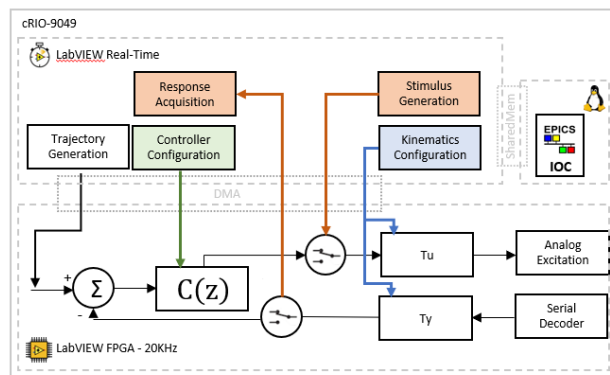 cRIO-9049
LabVIEW Real-Time
Response
Acquisition
Stimulus
Generation
Trajectory
Generation
Controller
Configuration
Kinematics
Configuration
SharedMem
EPICS
IOC
DMA
+
Σ
-
C(z)
Tu
Analog
Excitation
Ty
Serial
Decoder
LabVIEW FPGA - 20KHz